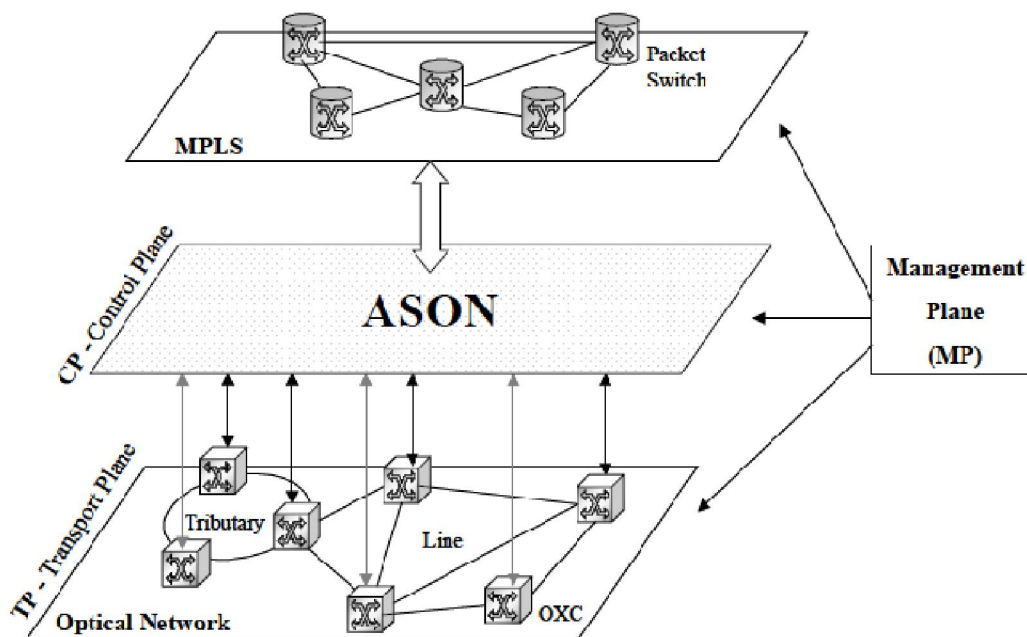 Packet
Switch
MPLS
CP - Control Plane
ASON
Management
Plane
(MP)
TP - Transport Plane
Tributary
Line
OXC
Optical Network